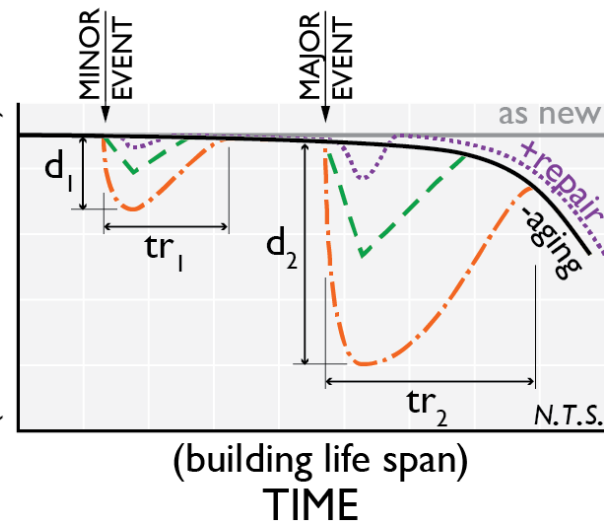 MINOR
EVENT
MAJOR
EVENT
as new
+repair
-aging
d₁
tr₁
d₂
tr₂
N.T.S.
(building life span)
TIME